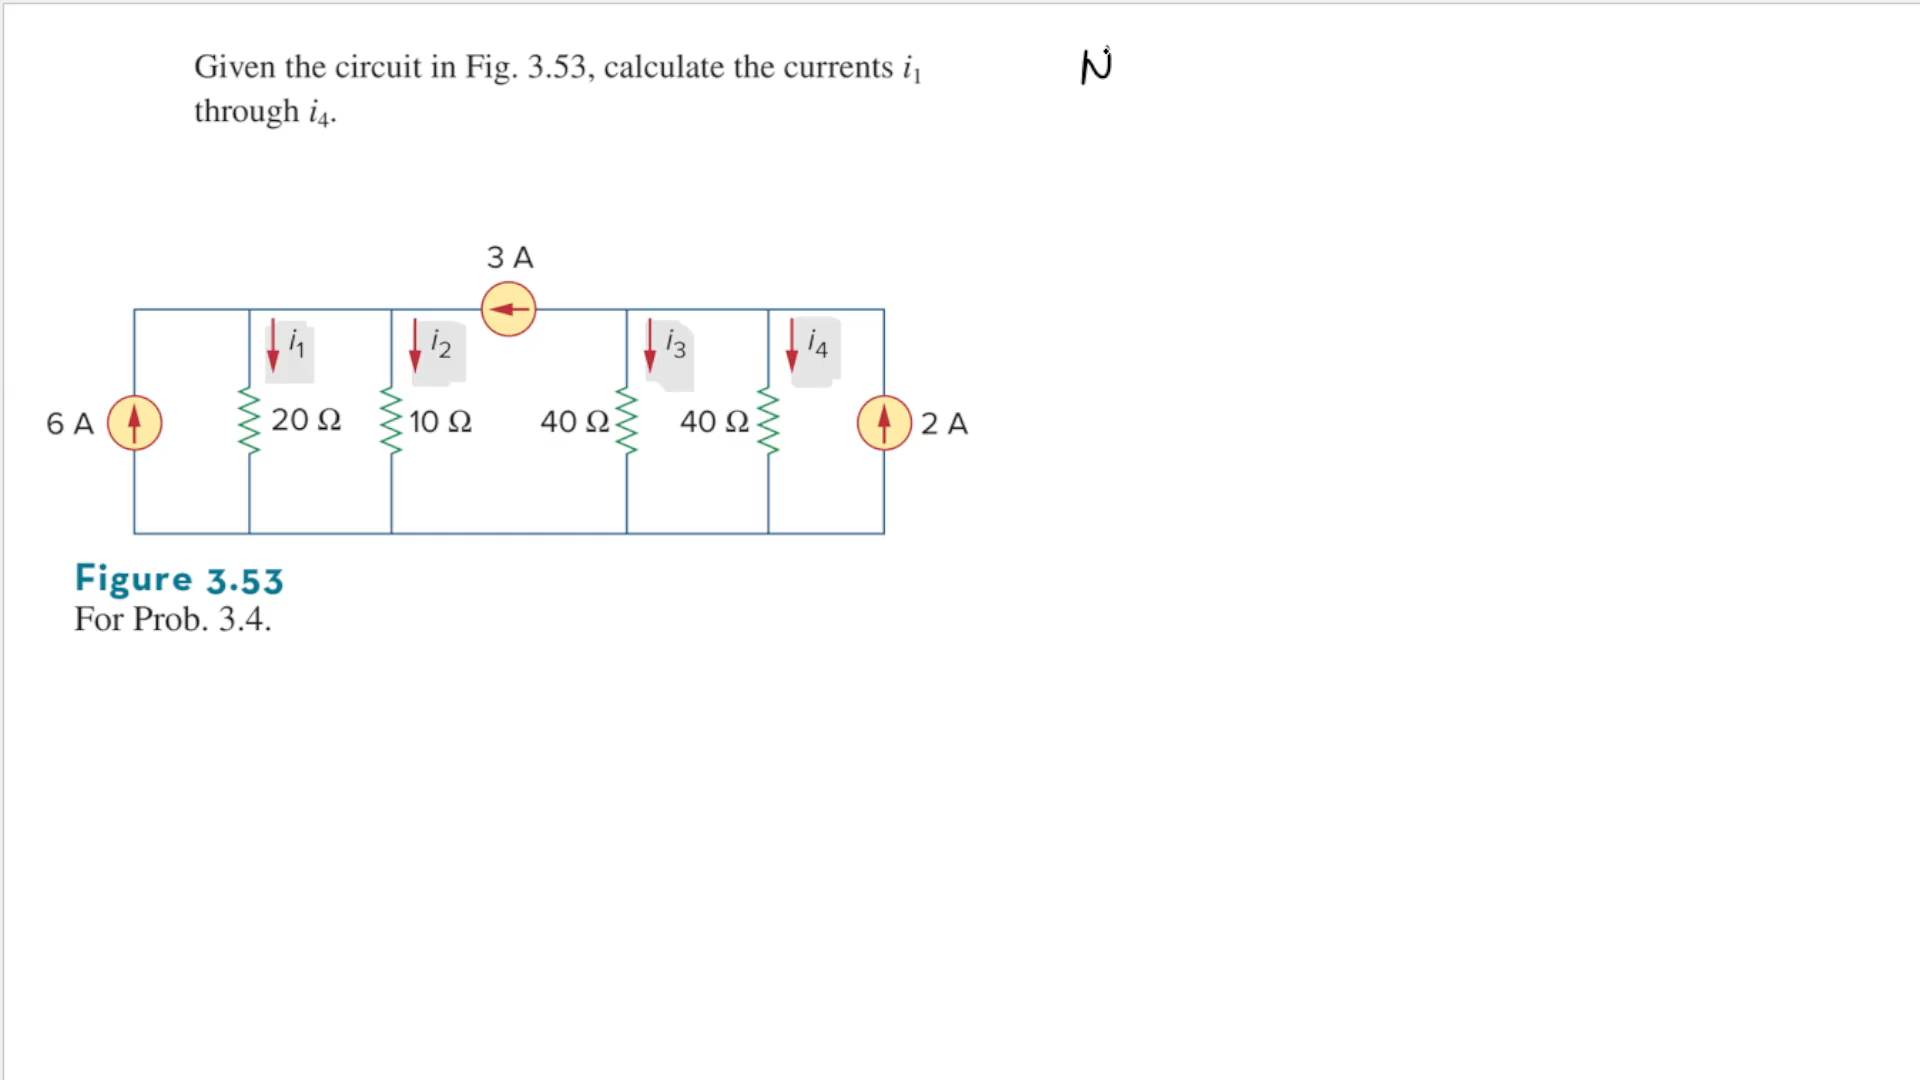 Given the circuit in Fig. 3.53, calculate the currents i₁
through i₄.
N
3 A
i₁ i₂ i₃ i₄
6 A 20 Ω 10 Ω 40 Ω 40 Ω 2 A
Figure 3.53
For Prob. 3.4.